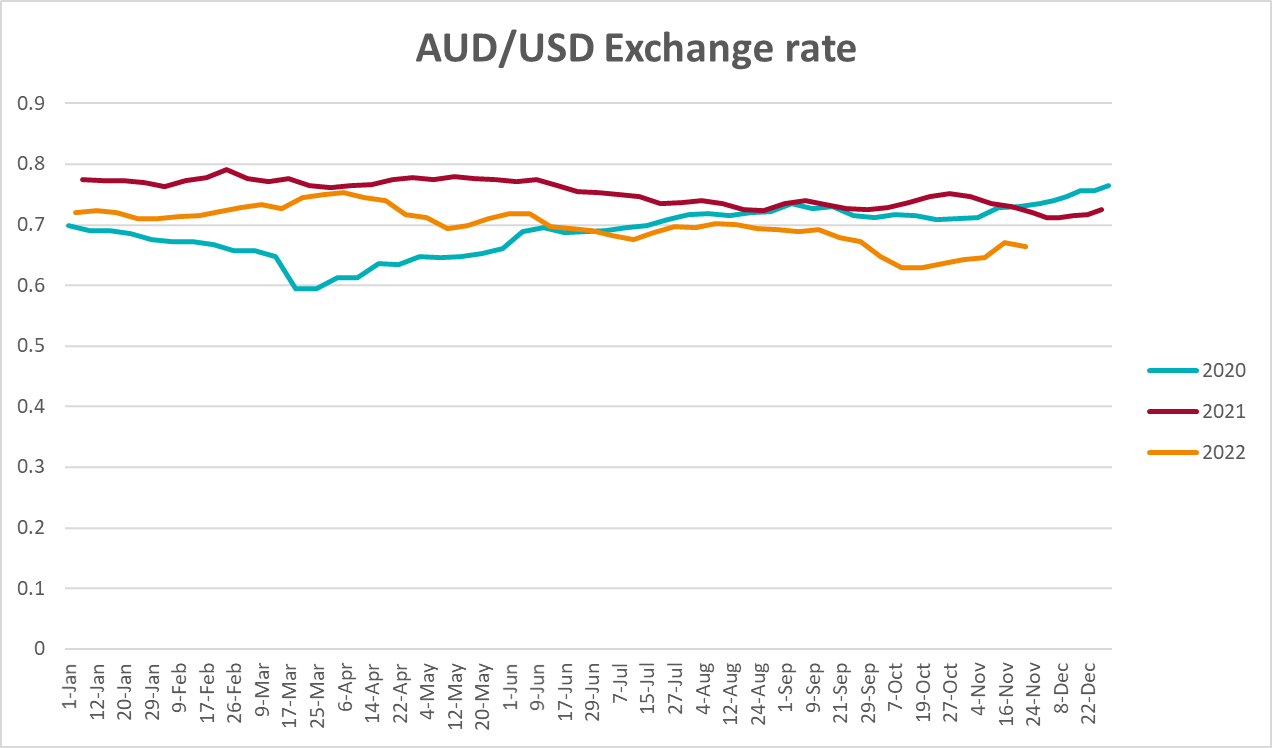 AUD/USD Exchange rate
0.9
0.8
0.7
0.6
0.5
0.4
0.3
0.2
0.1
0
1-Jan
12-Jan
20-Jan
29-Jan
9-Feb
17-Feb
26-Feb
9-Mar
17-Mar
25-Mar
6-Apr
14-Apr
22-Apr
4-May
12-May
20-May
1-Jun
9-Jun
17-Jun
29-Jun
7-Jul
15-Jul
27-Jul
4-Aug
12-Aug
24-Aug
1-Sep
9-Sep
21-Sep
29-Sep
7-Oct
19-Oct
27-Oct
4-Nov
16-Nov
24-Nov
8-Dec
22-Dec
2020
2021
2022